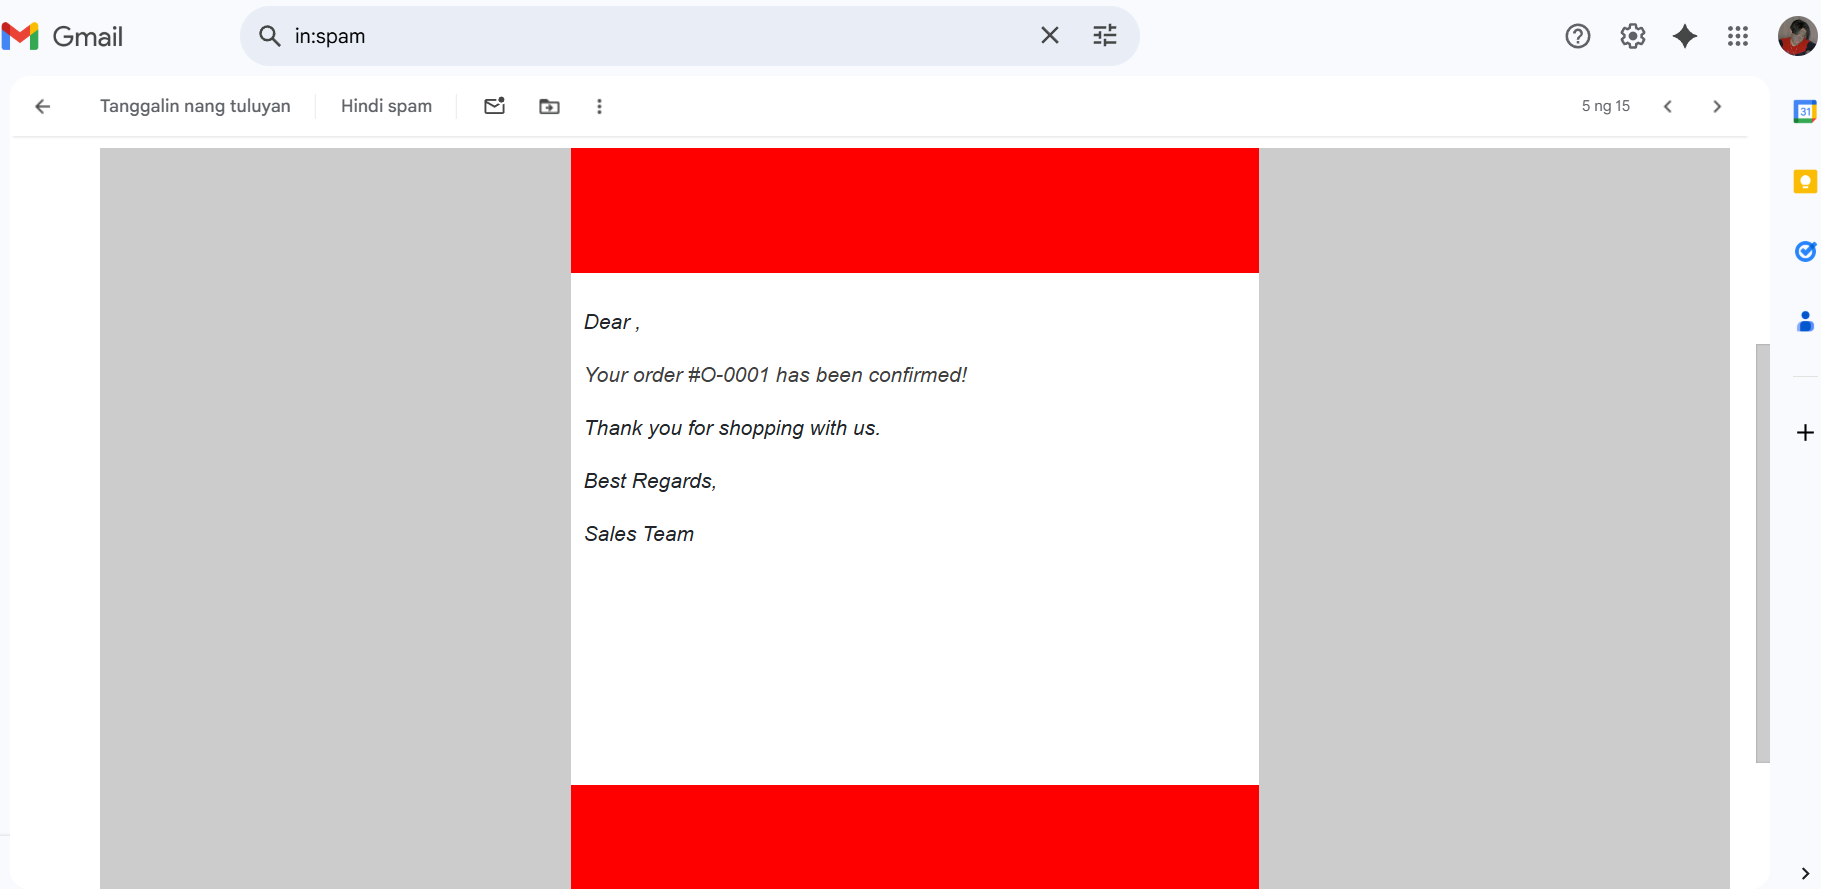 Gmail
in:spam
Tanggalin nang tuluyan
Hindi spam
5 ng 15
31
Dear ,
Your order #O-0001 has been confirmed!
Thank you for shopping with us.
Best Regards,
Sales Team